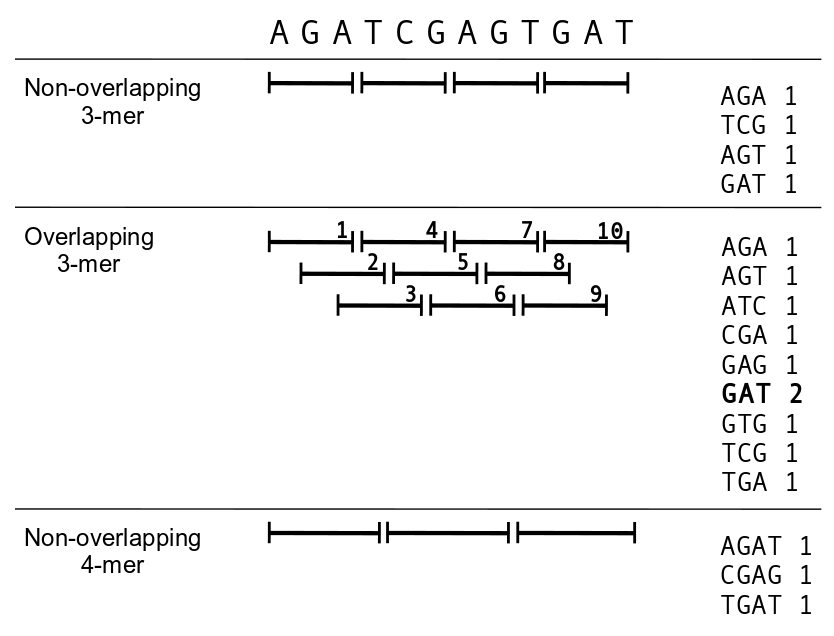 A G A T C G A G T G A T
Non-overlapping
3-mer
AGA 1
TCG 1
AGT 1
GAT 1
Overlapping
3-mer
1 4 7 10
2 5 8
3 6 9
AGA 1
AGT 1
ATC 1
CGA 1
GAG 1
GAT 2
GTG 1
TCG 1
TGA 1
Non-overlapping
4-mer
AGAT 1
CGAG 1
TGAT 1